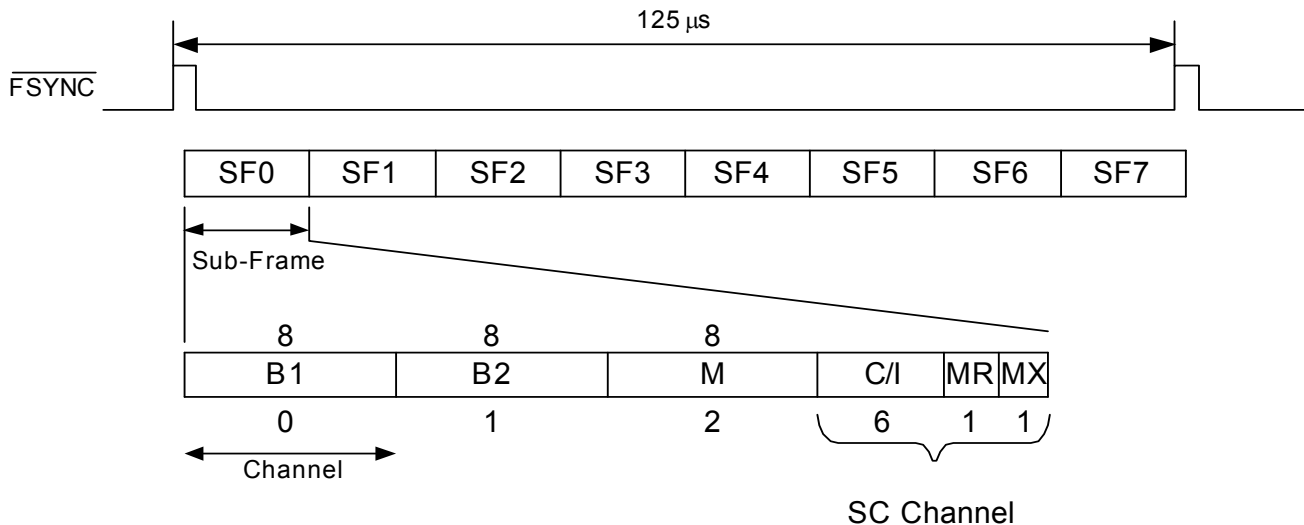 125 µs
FSYNC
SF0 SF1 SF2 SF3 SF4 SF5 SF6 SF7
Sub-Frame
8 8 8
B1 B2 M C/I MR MX
0 1 2 6 1 1
Channel
SC Channel